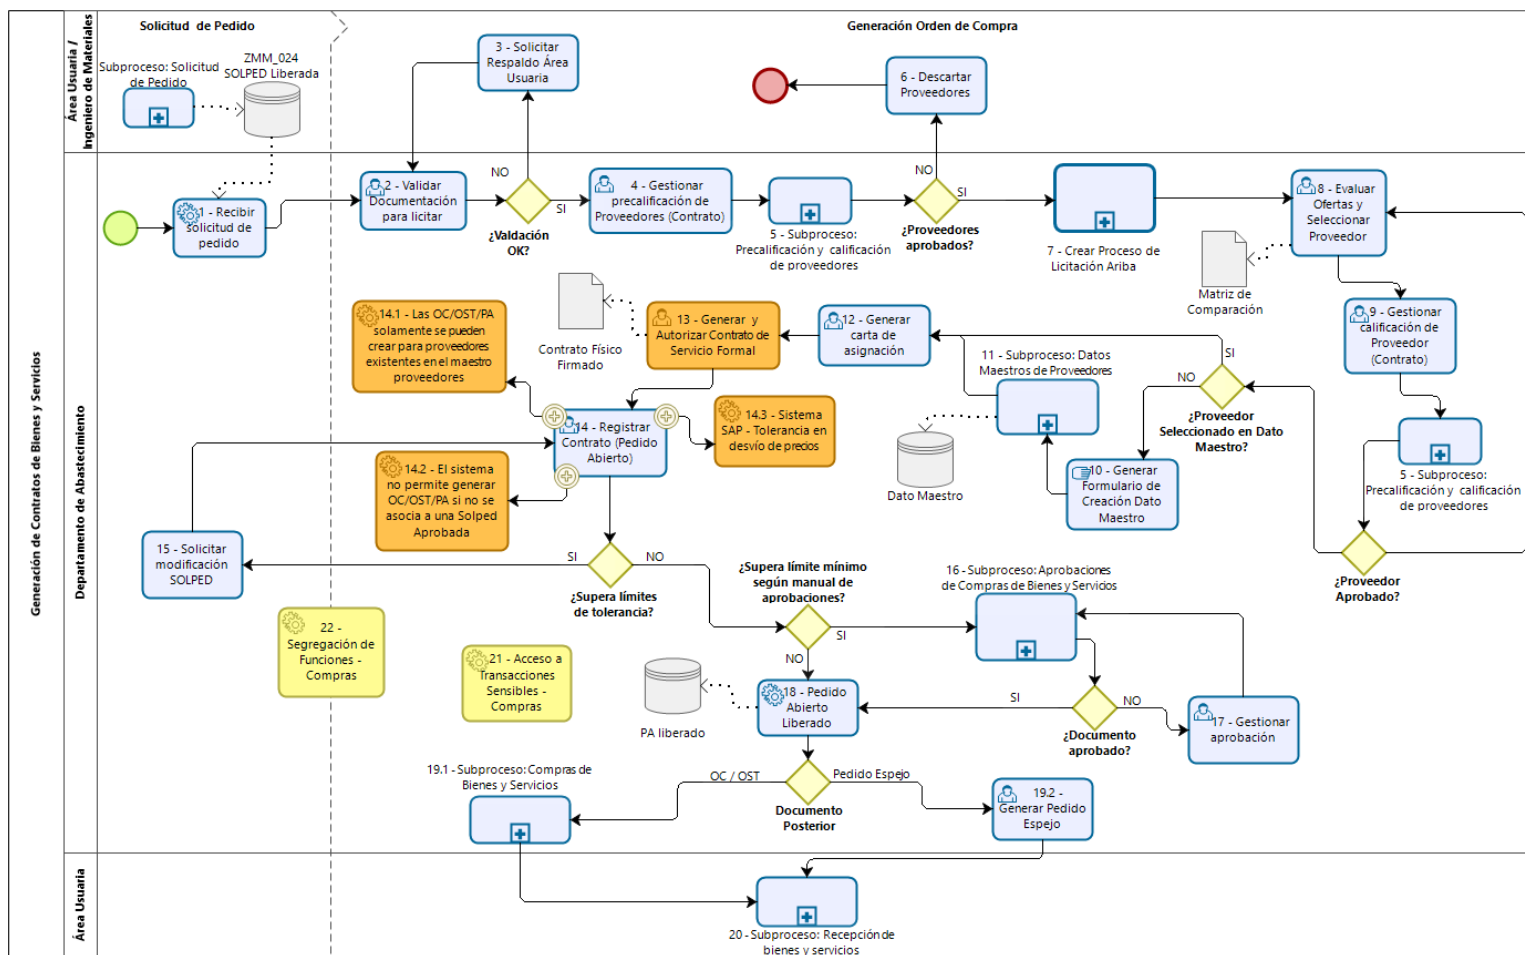 Generación de Contratos de Bienes y Servicios
Área Usuaria /
Ingeniero de Materiales
Departamento de Abastecimiento
Área Usuaria
Solicitud de Pedido
Generación Orden de Compra
Subproceso: Solicitud
de Pedido
ZMM_024
SOLPED Liberada
3 - Solicitar
Respaldo Área
Usuaria
6 - Descartar
Proveedores
1 - Recibir
solicitud de
pedido
2 - Validar
Documentación
para licitar
NO
SI
¿Valdación
OK?
4 - Gestionar
precalificación de
Proveedores (Contrato)
5 - Subproceso:
Precalificación y calificación
de proveedores
NO
SI
¿Proveedores
aprobados?
7 - Crear Proceso de
Licitación Ariba
8 - Evaluar
Ofertas y
Seleccionar
Proveedor
Matriz de
Comparación
9 - Gestionar
calificación de
Proveedor
(Contrato)
5 - Subproceso:
Precalificación y calificación
de proveedores
¿Proveedor
Aprobado?
SI
NO
¿Proveedor
Seleccionado en Dato
Maestro?
10 - Generar
Formulario de
Creación Dato
Maestro
11 - Subproceso: Datos
Maestros de Proveedores
Dato Maestro
12 - Generar
carta de
asignación
13 - Generar y
Autorizar Contrato de
Servicio Formal
Contrato Físico
Firmado
14.1 - Las OC/OST/PA
solamente se pueden
crear para proveedores
existentes en el maestro
proveedores
14 - Registrar
Contrato (Pedido
Abierto)
14.3 - Sistema
SAP - Tolerancia en
desvío de precios
14.2 - El sistema
no permite generar
OC/OST/PA si no se
asocia a una Solped
Aprobada
15 - Solicitar
modificación
SOLPED
SI
NO
¿Supera límites
de tolerancia?
¿Supera límite mínimo
según manual de
aprobaciones?
SI
NO
16 - Subproceso: Aprobaciones
de Compras de Bienes y Servicios
22 -
Segregación de
Funciones -
Compras
21 - Acceso a
Transacciones
Sensibles -
Compras
PA liberado
18 - Pedido
Abierto
Liberado
SI
NO
¿Documento
aprobado?
17 - Gestionar
aprobación
OC / OST
Pedido Espejo
Documento
Posterior
19.1 - Subproceso: Compras de
Bienes y Servicios
19.2 -
Generar Pedido
Espejo
20 - Subproceso: Recepción de
bienes y servicios